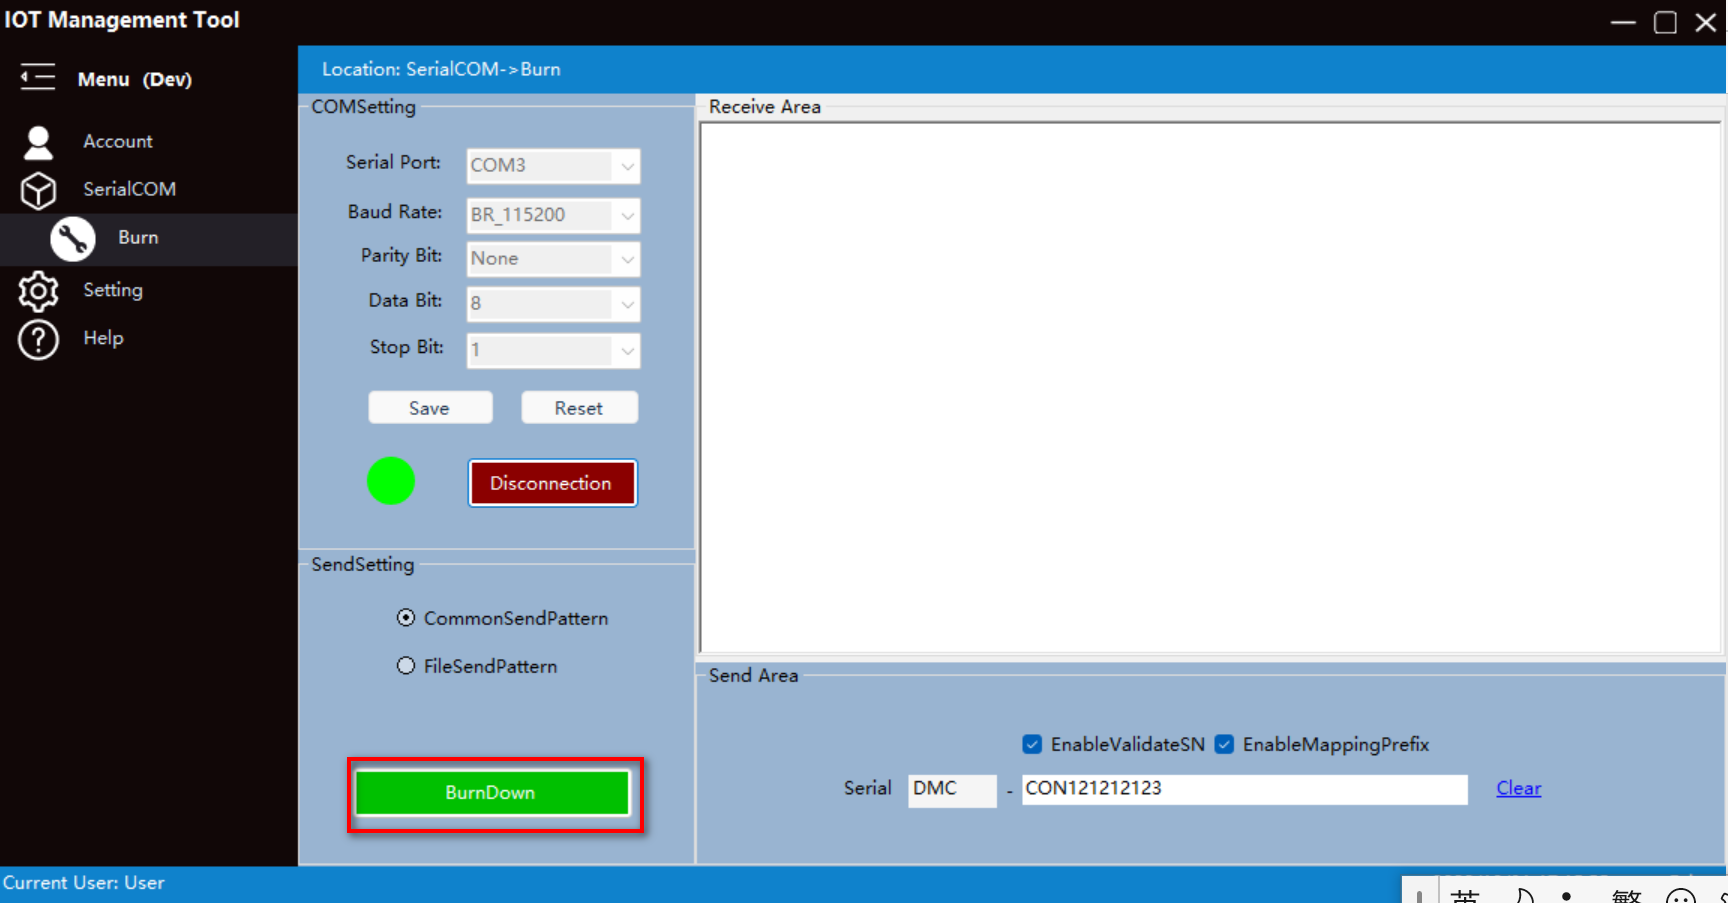 IOT Management Tool
Menu (Dev)
Location: SerialCOM->Burn
Account
SerialCOM
Burn
Setting
Help
COMSetting
Serial Port: COM3
Baud Rate: BR_115200
Parity Bit: None
Data Bit: 8
Stop Bit: 1
Save Reset
Disconnection
SendSetting
CommonSendPattern
FileSendPattern
BurnDown
Receive Area
Send Area
EnableValidateSN EnableMappingPrefix
Serial DMC - CON121212123 Clear
Current User: User
英 繁